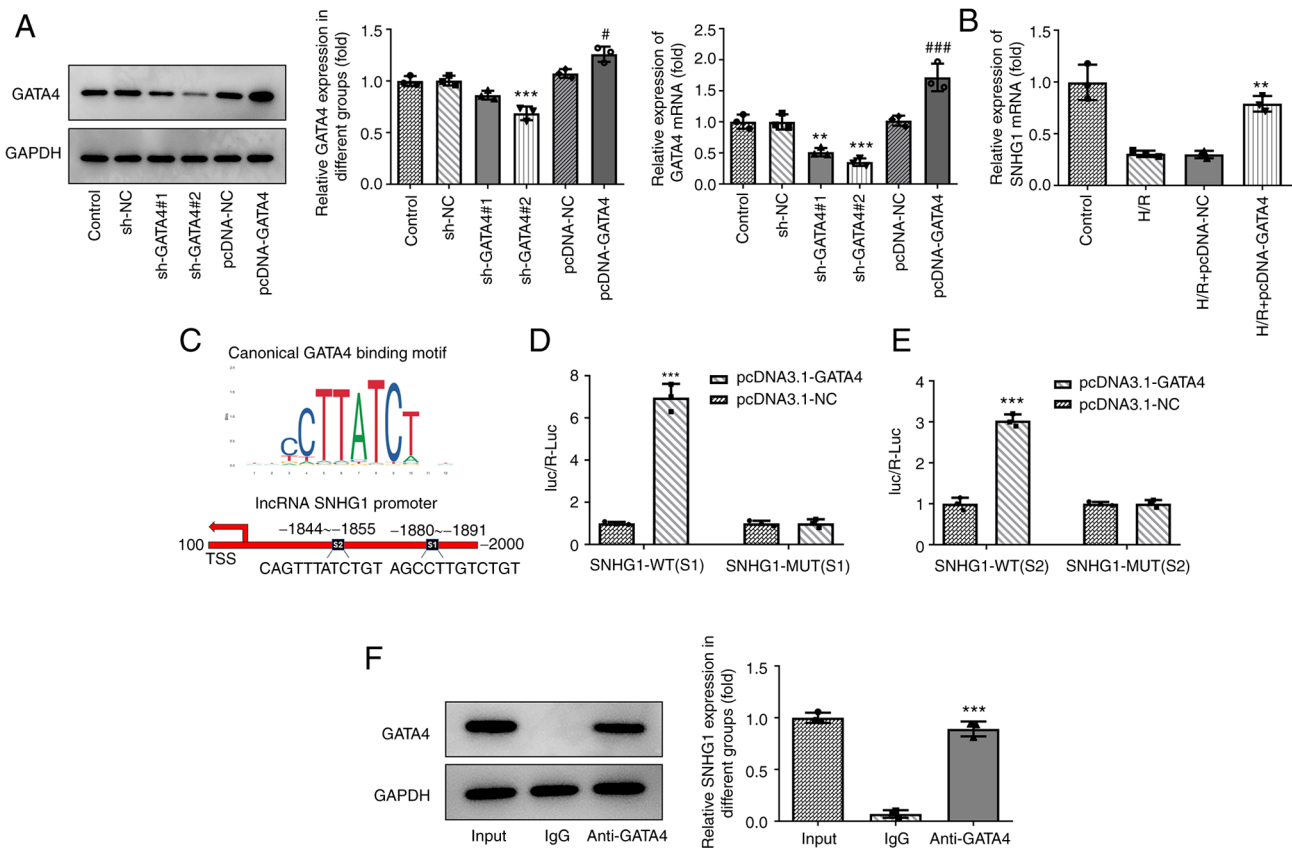 A
GATA4
GAPDH
Control
sh-NC
sh-GATA4#1
sh-GATA4#2
pcDNA-NC
pcDNA-GATA4
Relative GATA4 expression in
different groups (fold)
1.5
1.0
0.5
0.0
***
#
Control
sh-NC
sh-GATA4#1
sh-GATA4#2
pcDNA-NC
pcDNA-GATA4
Relative expression of
GATA4 mRNA (fold)
2.5
2.0
1.5
1.0
0.5
0.0
**
***
###
Control
sh-NC
sh-GATA4#1
sh-GATA4#2
pcDNA-NC
pcDNA-GATA4
B
Relative expression of
SNHG1 mRNA (fold)
1.5
1.0
0.5
0.0
**
Control
H/R
H/R+pcDNA-NC
H/R+pcDNA-GATA4
C
Canonical GATA4 binding motif
CCTTATCT
lncRNA SNHG1 promoter
−1844~−1855 −1880~−1891
100 S2 S1 −2000
TSS
CAGTTTATCTGT AGCCTTGTCTGT
D
luc/R-Luc
8
6
4
2
0
***
pcDNA3.1-GATA4
pcDNA3.1-NC
SNHG1-WT(S1) SNHG1-MUT(S1)
E
luc/R-Luc
4
3
2
1
0
***
pcDNA3.1-GATA4
pcDNA3.1-NC
SNHG1-WT(S2) SNHG1-MUT(S2)
F
GATA4
GAPDH
Input IgG Anti-GATA4
Relative SNHG1 expression in
different groups (fold)
1.5
1.0
0.5
0.0
***
Input IgG Anti-GATA4